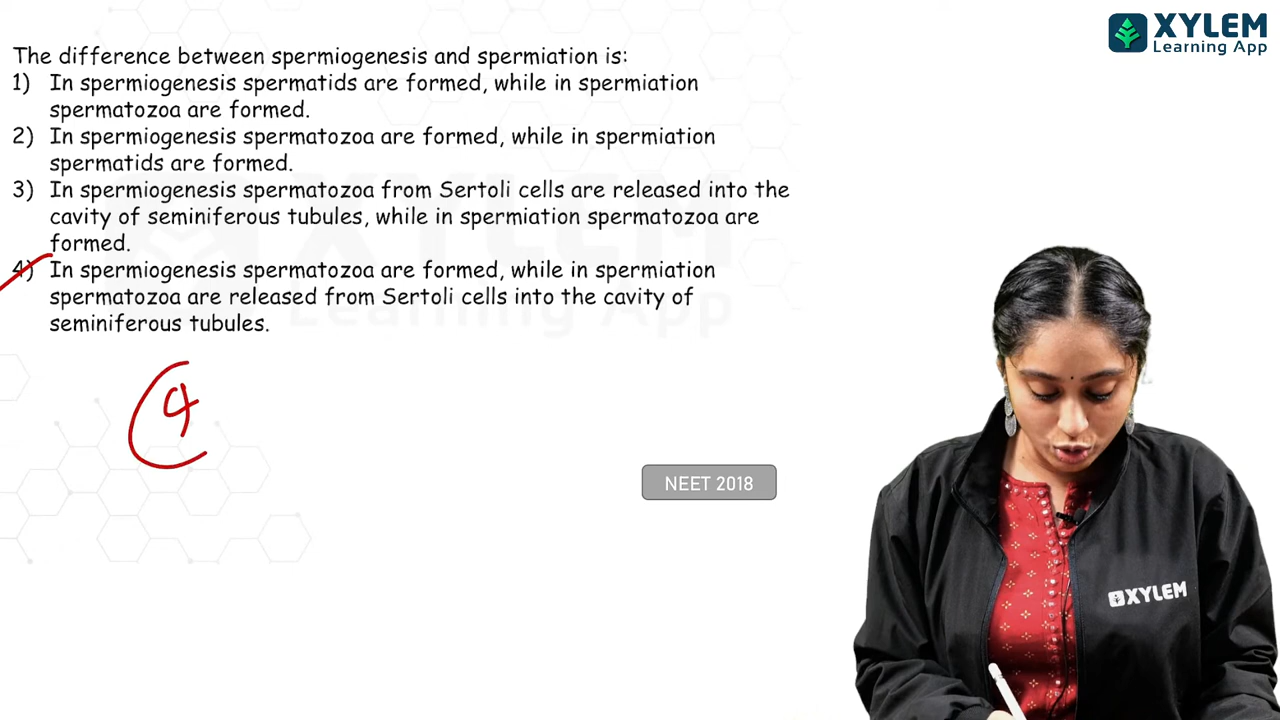 XYLEM
Learning App
The difference between spermiogenesis and spermiation is:
1) In spermiogenesis spermatids are formed, while in spermiation
spermatozoa are formed.
2) In spermiogenesis spermatozoa are formed, while in spermiation
spermatids are formed.
3) In spermiogenesis spermatozoa from Sertoli cells are released into the
cavity of seminiferous tubules, while in spermiation spermatozoa are
formed.
4) In spermiogenesis spermatozoa are formed, while in spermiation
spermatozoa are released from Sertoli cells into the cavity of
seminiferous tubules.
XYLEM
Learning App
4
NEET 2018
XYLEM